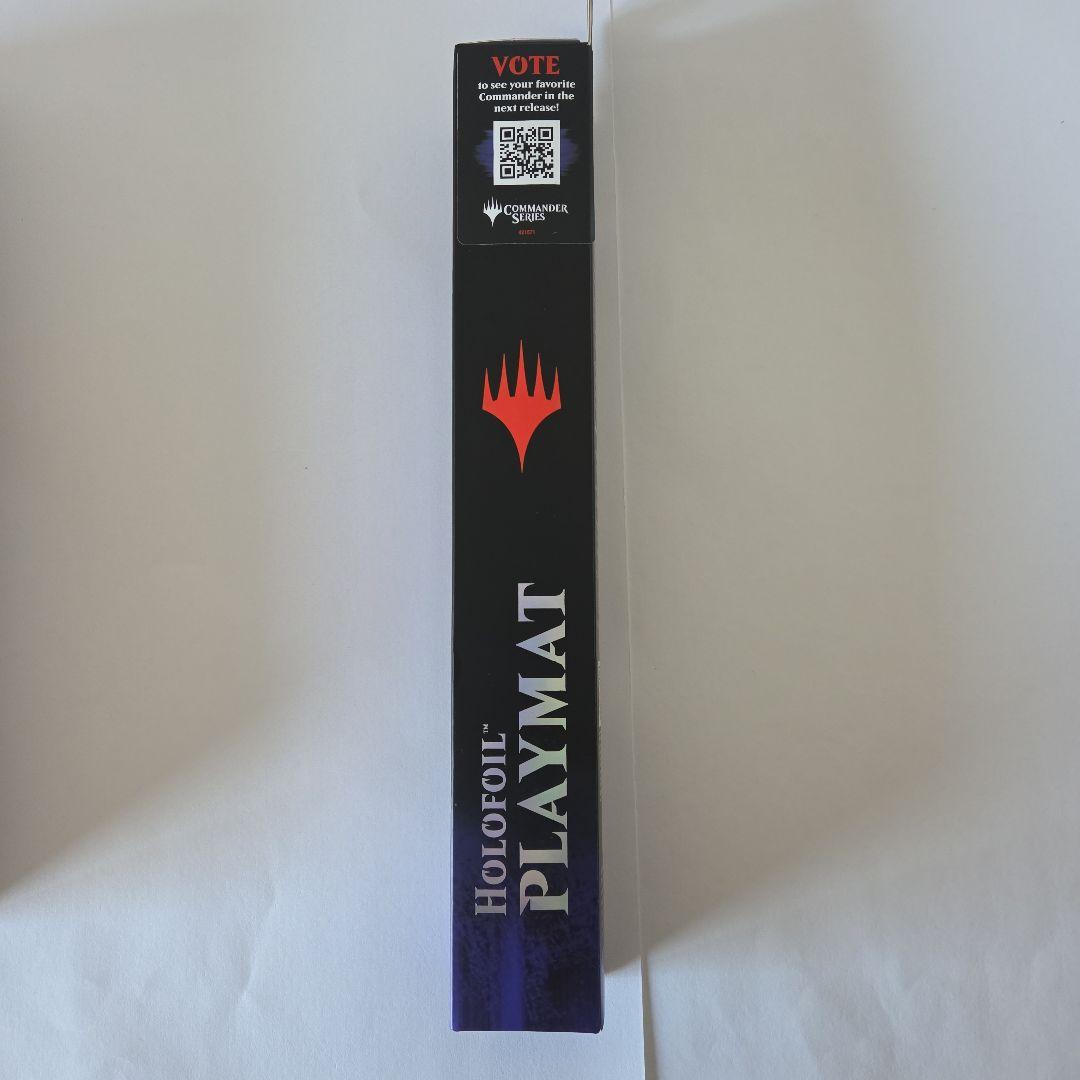 VOTE
to see your favorite
Commander in the
next release!
COMMANDER
SERIES
HOLOFOIL™
PLAYMAT